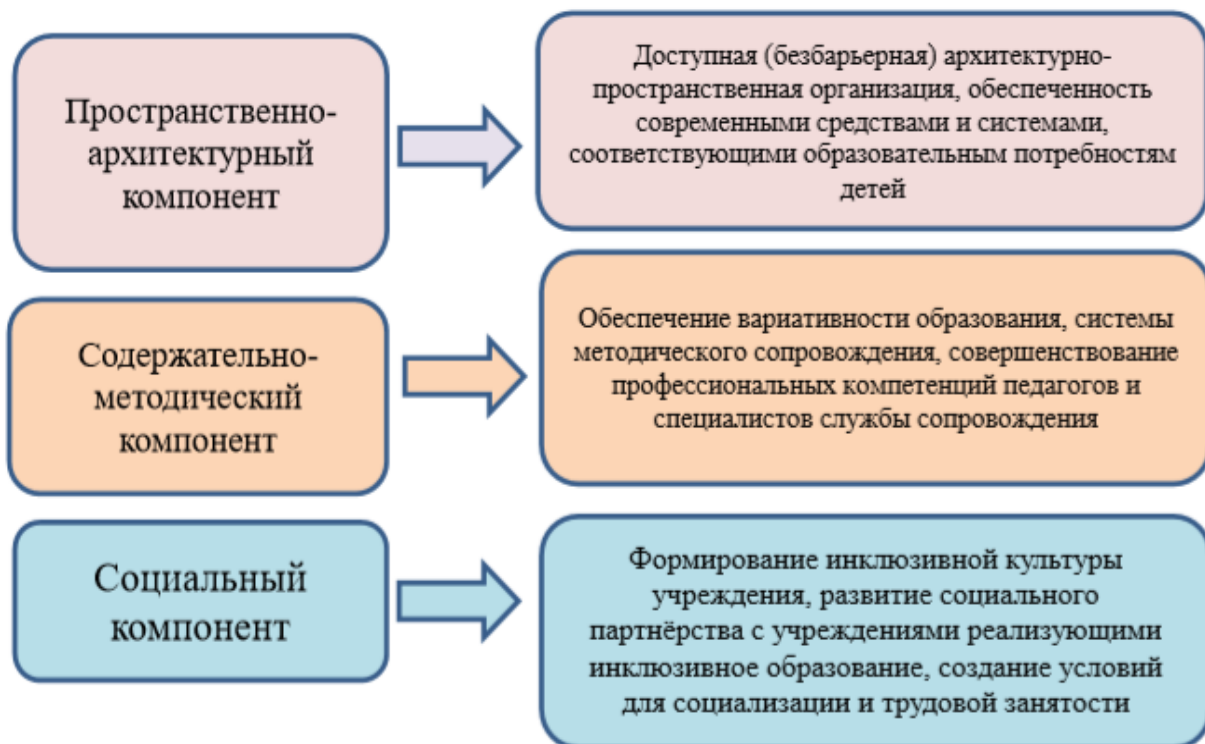 Пространственно-
архитектурный
компонент
Доступная (безбарьерная) архитектурно-
пространственная организация, обеспеченность
современными средствами и системами,
соответствующими образовательным потребностям
детей
Содержательно-
методический
компонент
Обеспечение вариативности образования, системы
методического сопровождения, совершенствование
профессиональных компетенций педагогов и
специалистов службы сопровождения
Социальный
компонент
Формирование инклюзивной культуры
учреждения, развитие социального
партнёрства с учреждениями реализующими
инклюзивное образование, создание условий
для социализации и трудовой занятости